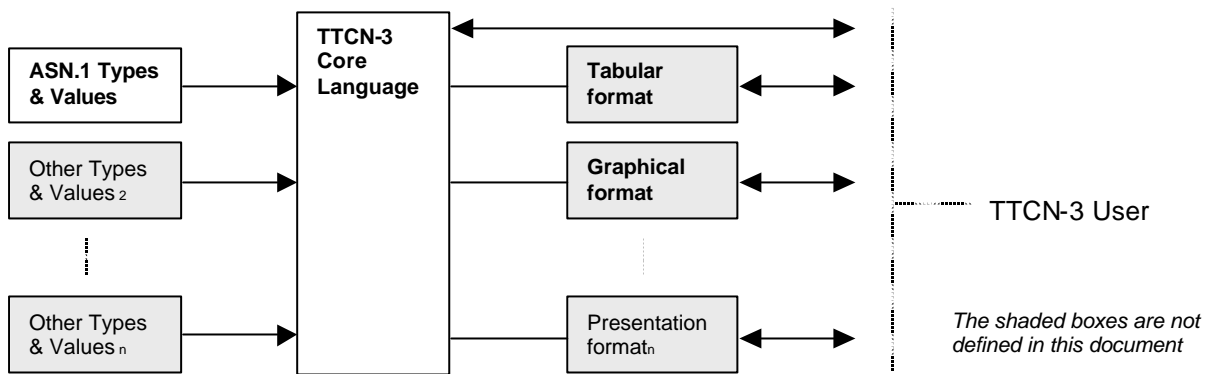 TTCN-3
Core
Language
ASN.1 Types
& Values
Tabular
format
Other Types
& Values 2
Graphical
format
TTCN-3 User
Other Types
& Values n
Presentation
formatn
The shaded boxes are not
defined in this document